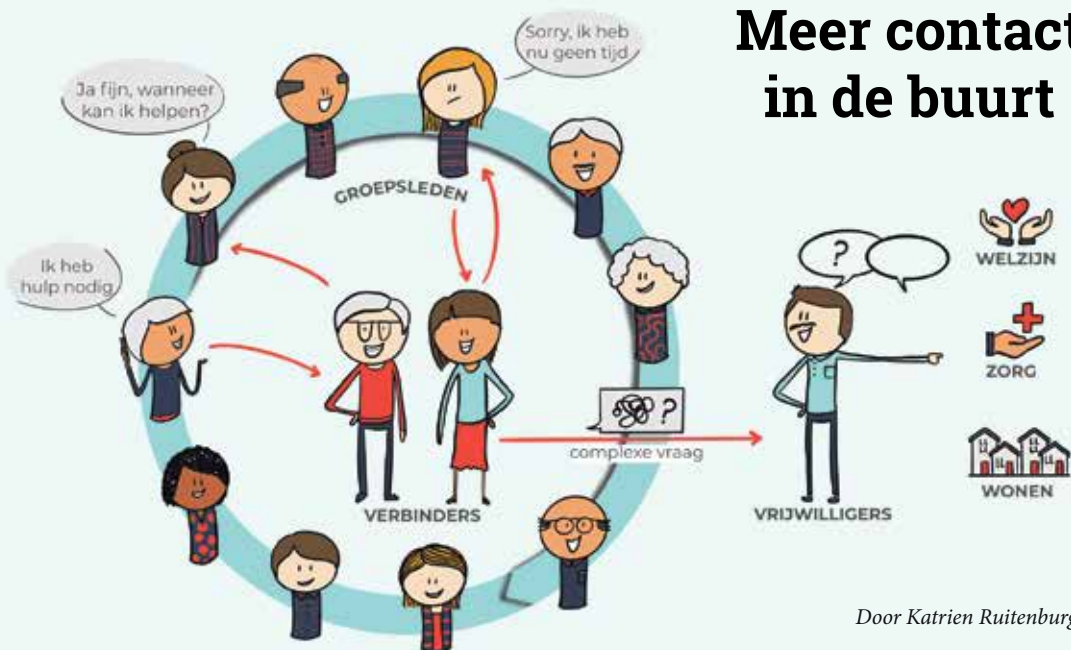 Meer contact
in de buurt
Sorry, ik heb
nu geen tijd
Ja fijn, wanneer
kan ik helpen?
GROEPSLEDEN
Ik heb
hulp nodig
?
WELZIJN
ZORG
?
complexe vraag
WONEN
VERBINDERS
VRIJWILLIGERS
Door Katrien Ruitenburg